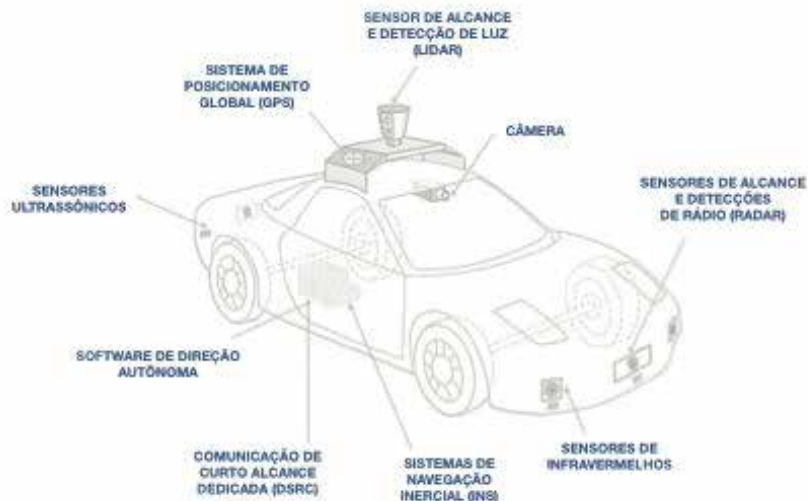 SENSOR DE ALCANCE
E DETECÇÃO DE LUZ
(LIDAR)
SISTEMA DE
POSICIONAMENTO
GLOBAL (GPS)
CÂMERA
SENSORES
ULTRASSÔNICOS
SENSORES DE ALCANCE
E DETECÇÕES
DE RÁDIO (RADAR)
SOFTWARE DE DIREÇÃO
AUTÔNOMA
COMUNICAÇÃO DE
CURTO ALCANCE
DEDICADA (DSRC)
SISTEMAS DE
NAVEGAÇÃO
INERCIAL (INS)
SENSORES DE
INFRAVERMELHOS